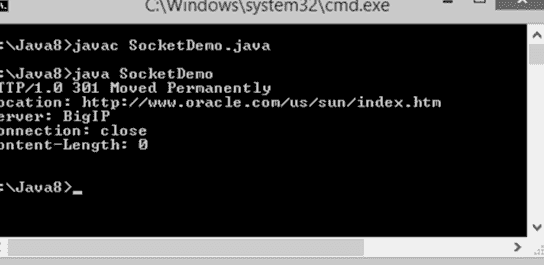 C:\Windows\system32\cmd.exe
:\Java8>javac SocketDemo.java
:\Java8>java SocketDemo
TTP/1.0 301 Moved Permanently
ocation: http://www.oracle.com/us/sun/index.htm
erver: BigIP
onnection: close
ontent-Length: 0
:\Java8>_